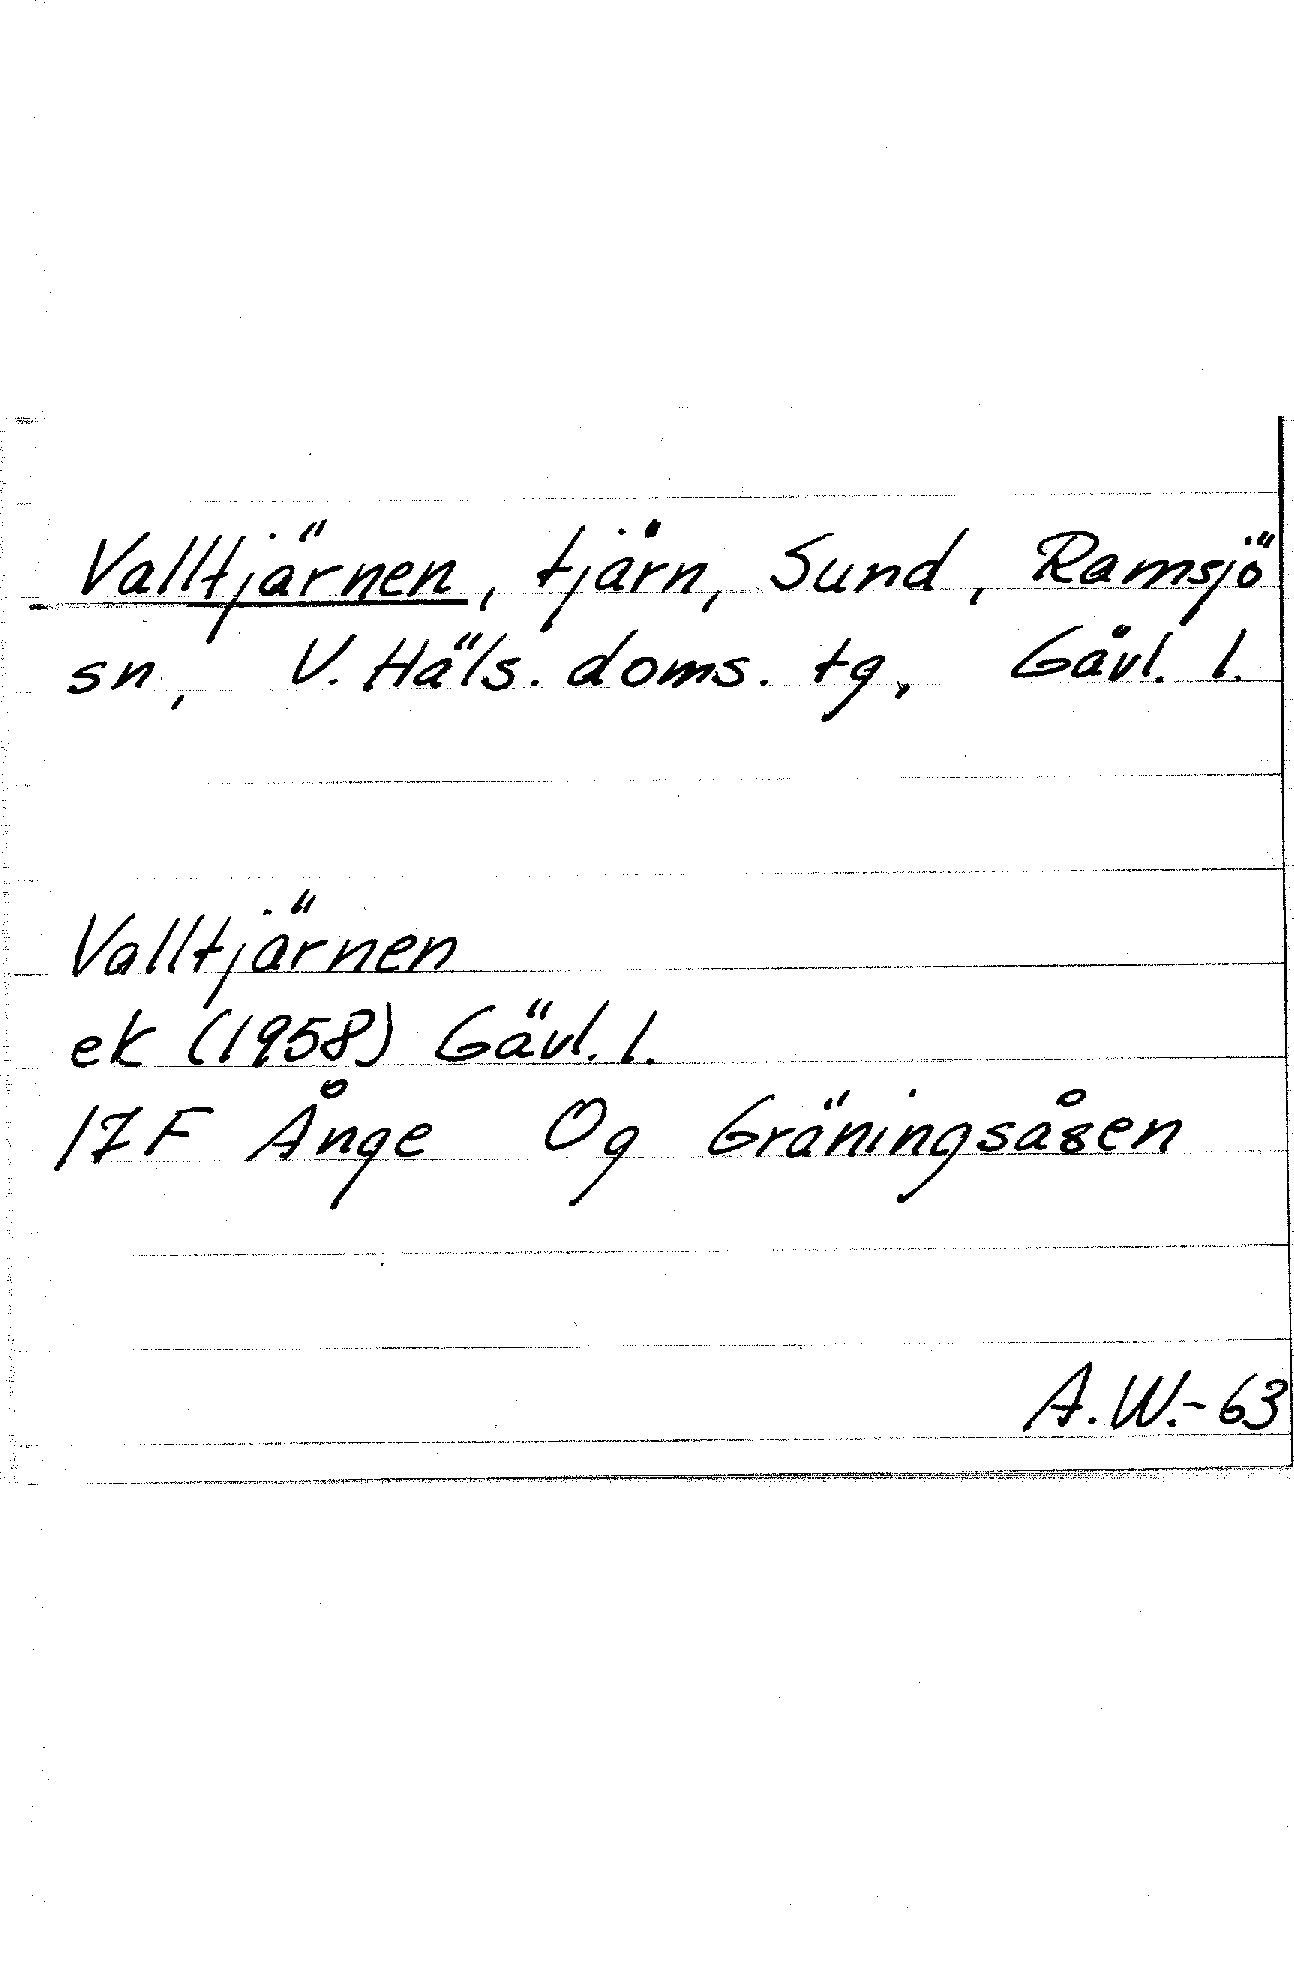 Valltjärnen, tjärn, Sund, Ramsjö
sn, V. Häls. doms. tg, Gävl. l.
Valltjärnen
ek (1958) Gävl. l.
17F Ånge Og Gräningsåsen
A.W.-63